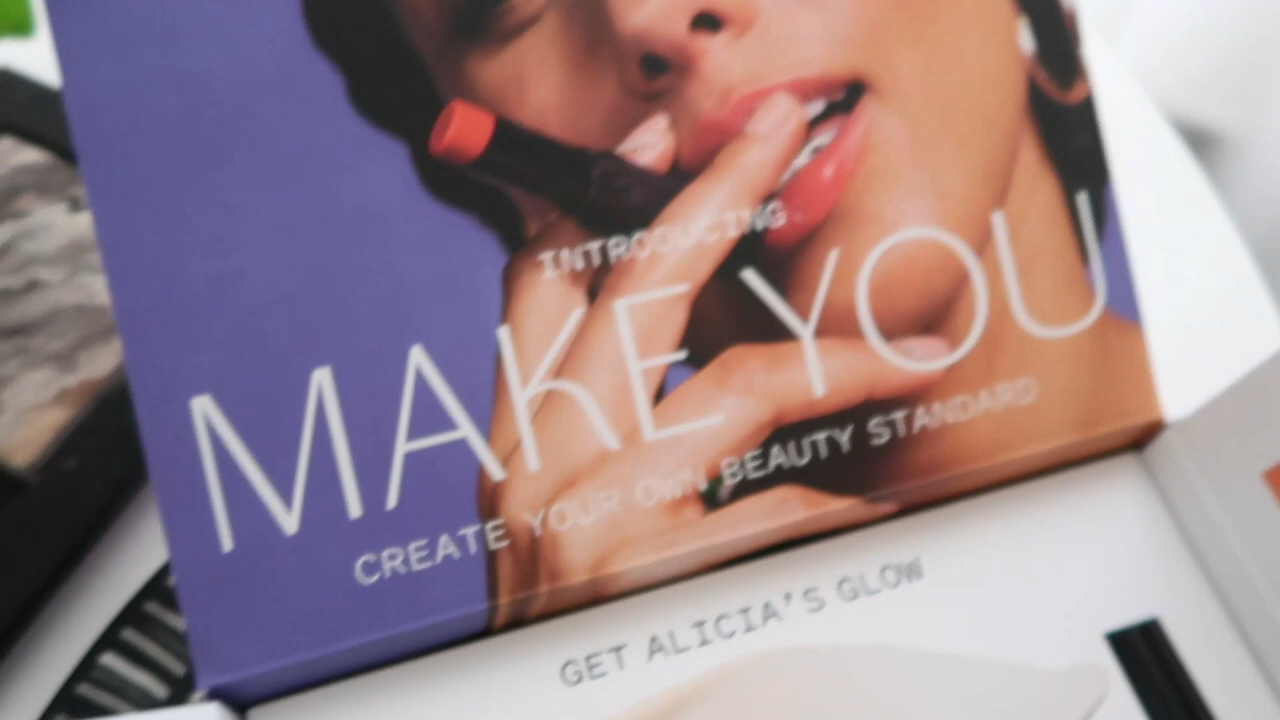 INTRODUCING
MAKE YOU
CREATE YOUR OWN BEAUTY STANDARD
GET ALICIA'S GLOW